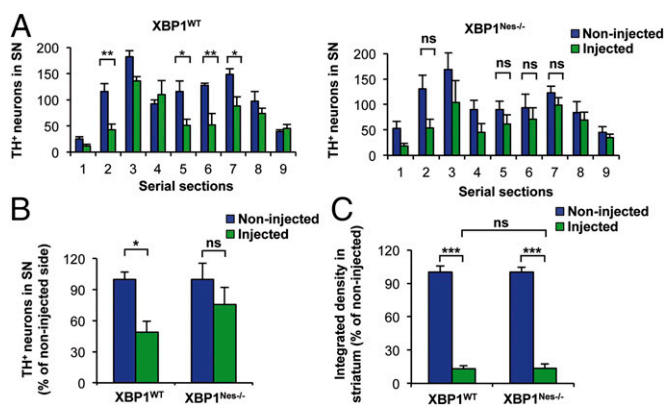 A
XBP1WT
Non-injected
Injected
TH+ neurons in SN
200
150
100
50
0
** * ** *
1 2 3 4 5 6 7 8 9
Serial sections
XBP1Nes-/-
Non-injected
Injected
TH+ neurons in SN
200
150
100
50
0
ns ns ns ns
1 2 3 4 5 6 7 8 9
Serial sections
B
Non-injected
Injected
TH+ neurons in SN
(% of non-injected side)
120
90
60
30
0
* ns
XBP1WT XBP1Nes-/-
C
Non-injected
Injected
Integrated density in
striatum (% of non-injected)
120
90
60
30
0
ns
*** ***
XBP1WT XBP1Nes-/-